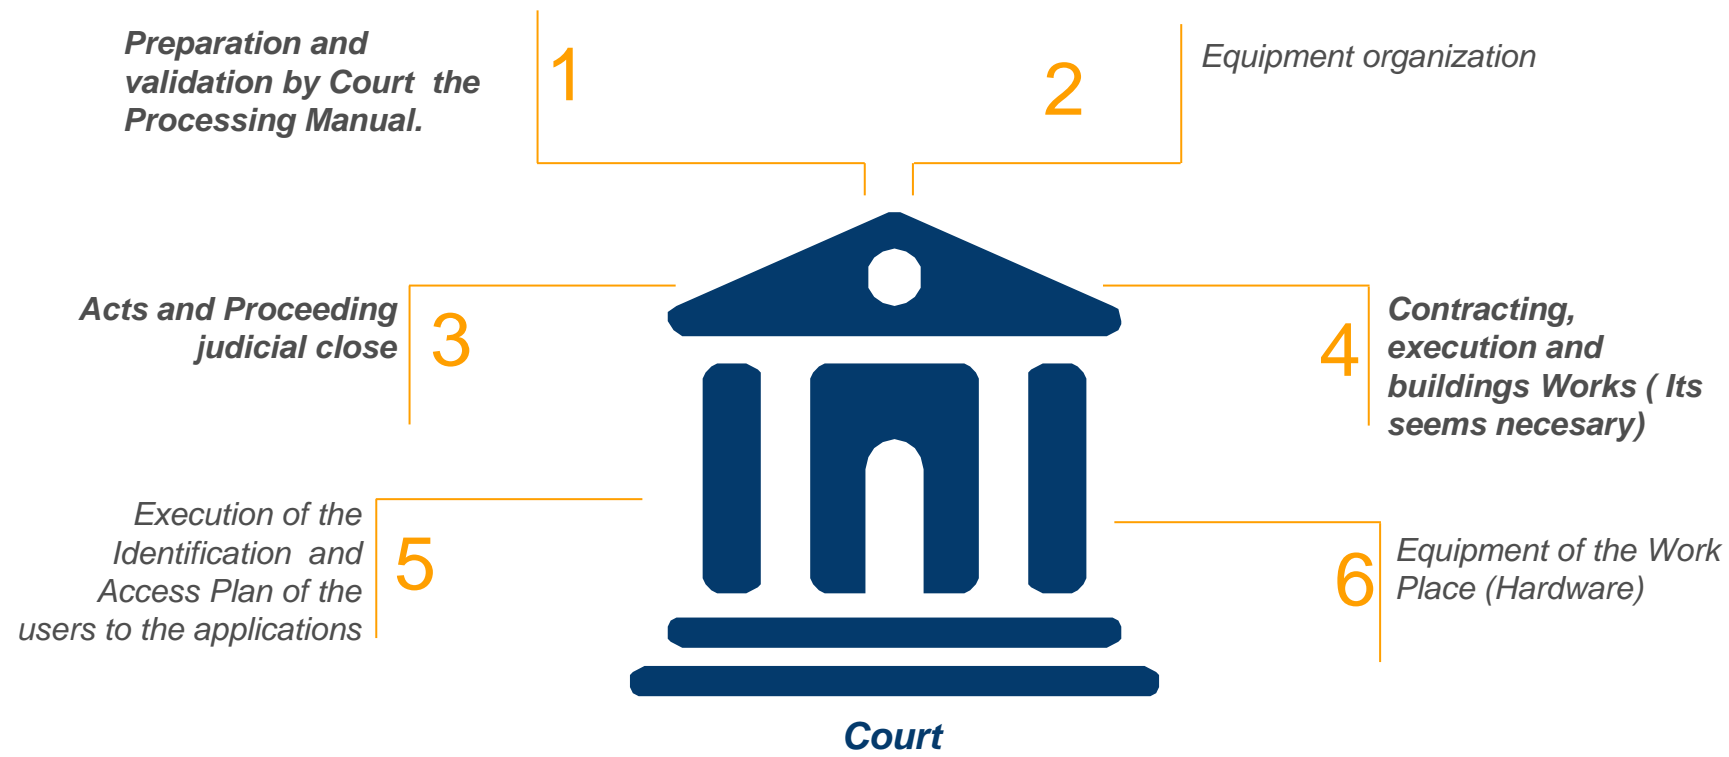 Preparation and
validation by Court the
Processing Manual.
1
2
Equipment organization
Acts and Proceeding
judicial close
3
4
Contracting,
execution and
buildings Works ( Its
seems necesary)
Execution of the
Identification and
Access Plan of the
users to the applications
5
6
Equipment of the Work
Place (Hardware)
Court